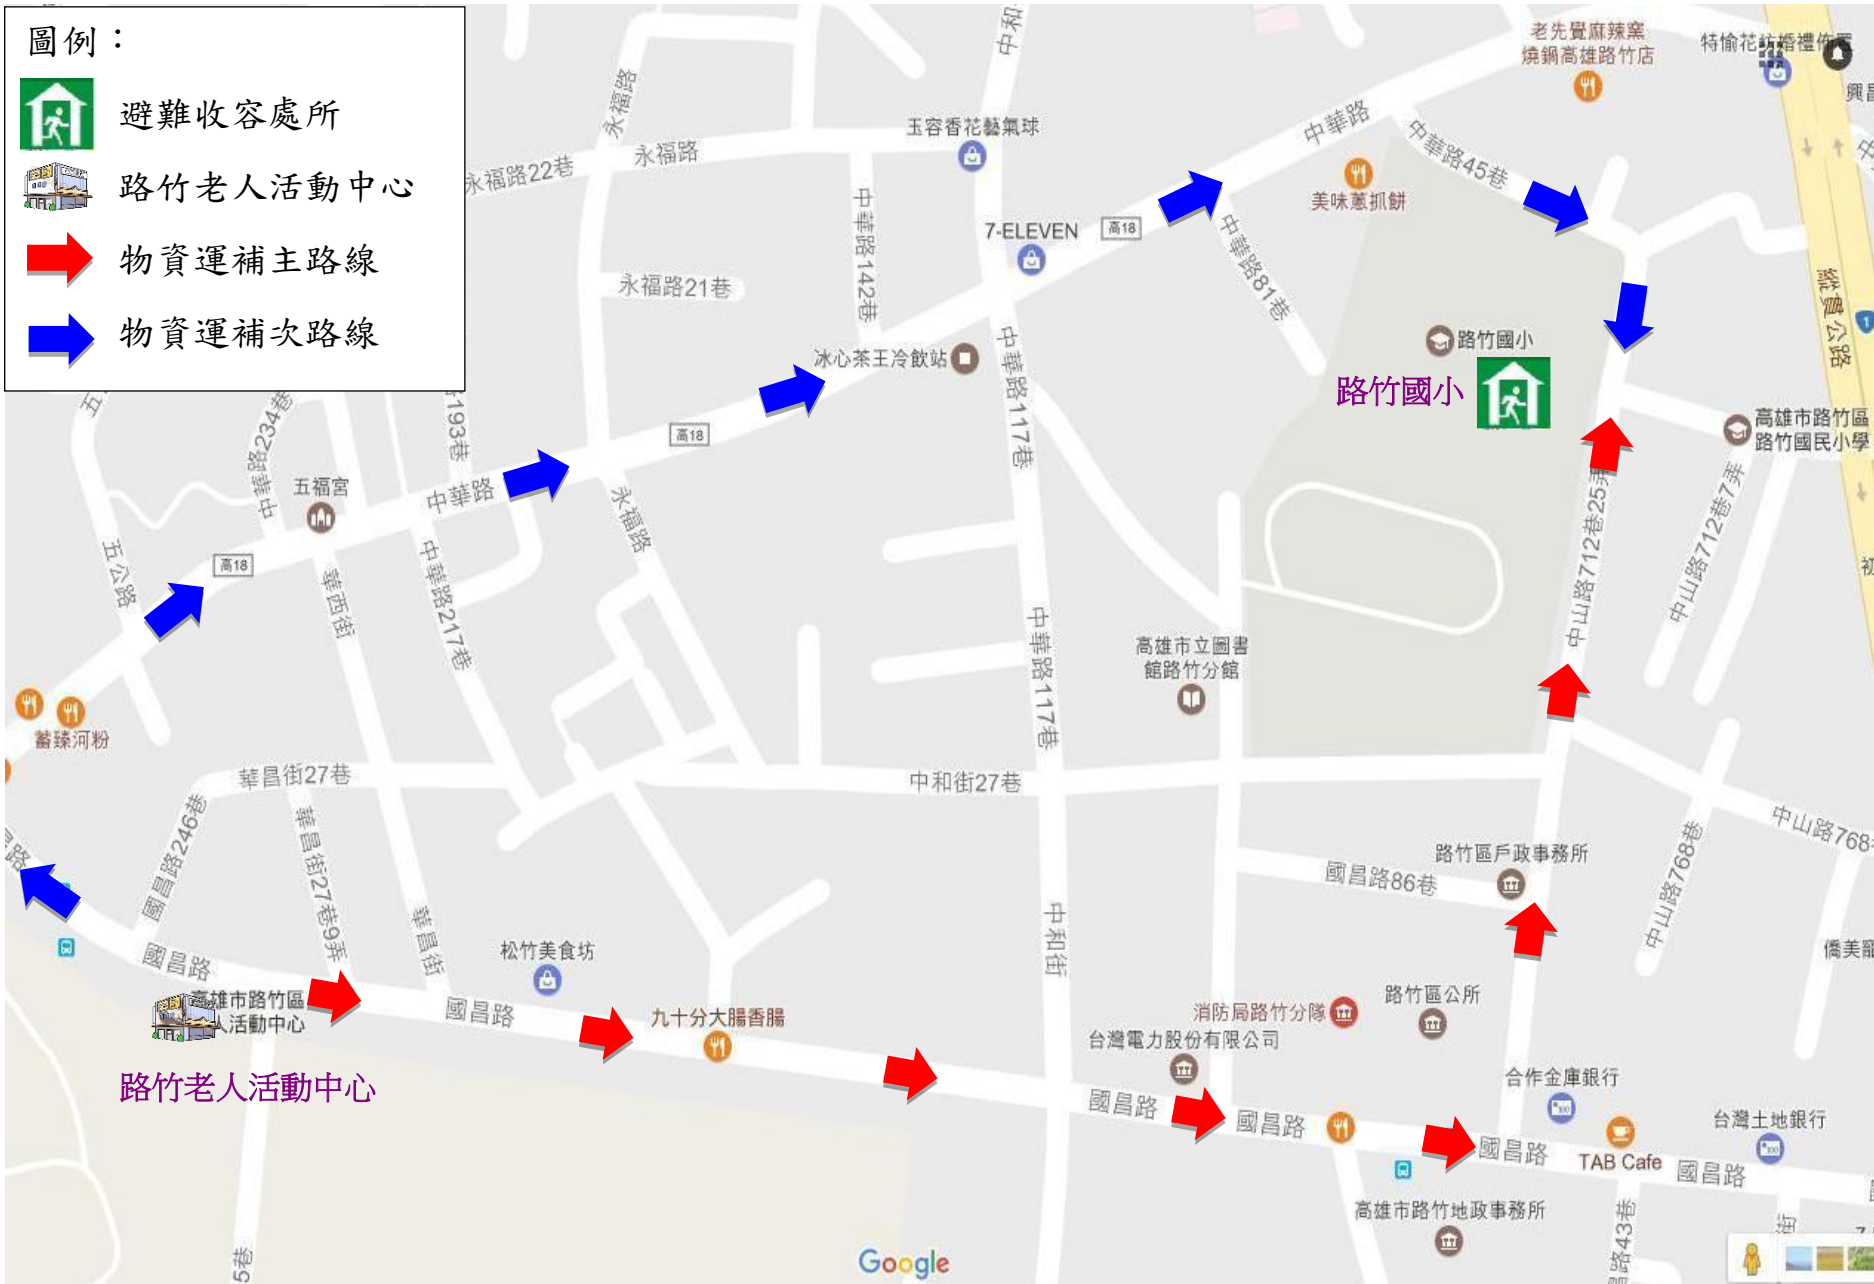 圖例：
避難收容處所
路竹老人活動中心
物資運補主路線
物資運補次路線
中和
永福路
永福路
永福路22巷
玉容香花藝氣球
老先覺麻辣窯
燒鍋高雄路竹店
特愉花坊婚禮佈置
興昌
中華路
中華路45巷
美味蔥抓餅
7-ELEVEN
高18
中華路142巷
永福路21巷
中華路81巷
縱貫公路
1
路竹國小
路竹國小
冰心茶王冷飲站
中華路117巷
高雄市路竹區
路竹國民小學
193巷
中華路234巷
高18
五福宮
中華路
永福路
中山路712巷25弄
中山路712巷7弄
五公路
高18
華西街
中華路217巷
中華路117巷
高雄市立圖書
館路竹分館
蓄臻河粉
華昌街27巷
中和街27巷
國昌路246巷
華昌街27巷9弄
中山路768巷
中山路768
路竹區戶政事務所
國昌路86巷
華昌街
中和街
國昌路
松竹美食坊
僑美
高雄市路竹區
人活動中心
國昌路
九十分大腸香腸
消防局路竹分隊
路竹區公所
台灣電力股份有限公司
路竹老人活動中心
國昌路
國昌路
合作金庫銀行
台灣土地銀行
國昌路
TAB Cafe
國昌路
高雄市路竹地政事務所
路43巷
街
5巷
Google